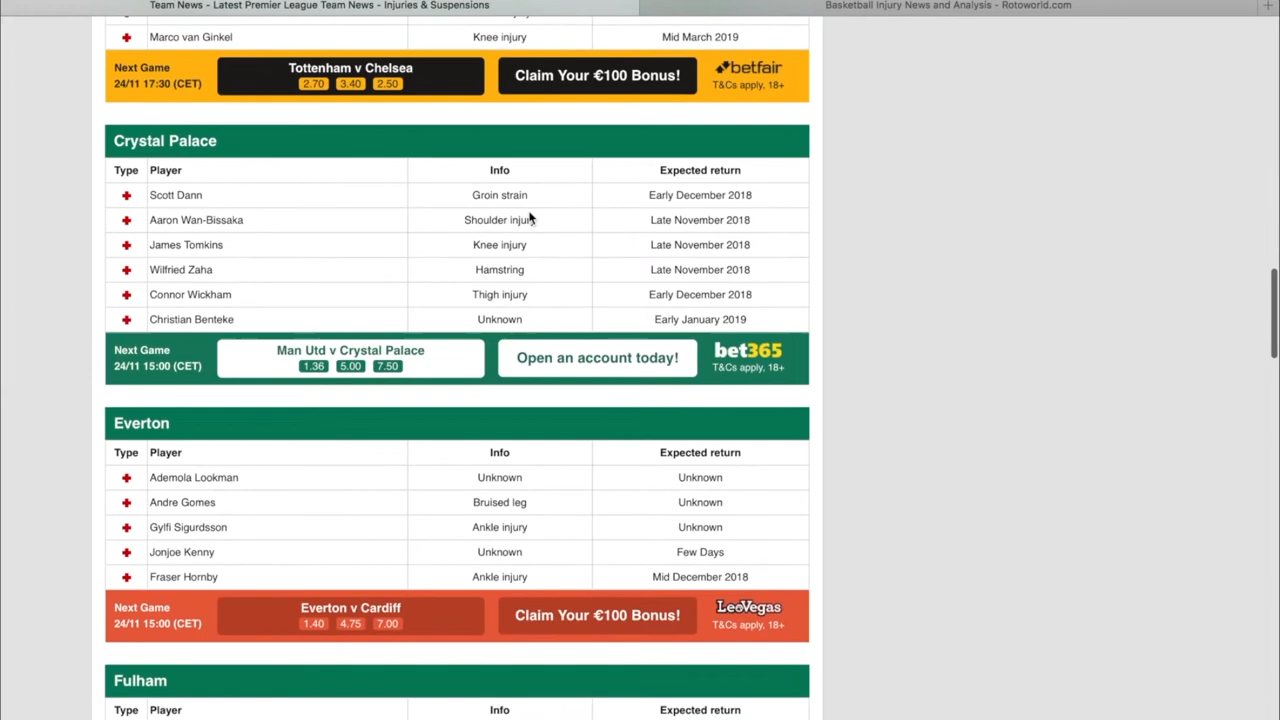 Team News - Latest Premier League Team News - Injuries & Suspensions
Basketball Injury News and Analysis - Rotoworld.com
Marco van Ginkel Knee injury Mid March 2019
Next Game
24/11 17:30 (CET)
Tottenham v Chelsea
2.70 3.40 2.50
Claim Your €100 Bonus!
betfair
T&Cs apply, 18+
Crystal Palace
Type Player Info Expected return
Scott Dann Groin strain Early December 2018
Aaron Wan-Bissaka Shoulder injury Late November 2018
James Tomkins Knee injury Late November 2018
Wilfried Zaha Hamstring Late November 2018
Connor Wickham Thigh injury Early December 2018
Christian Benteke Unknown Early January 2019
Next Game
24/11 15:00 (CET)
Man Utd v Crystal Palace
1.36 5.00 7.50
Open an account today!
bet365
T&Cs apply, 18+
Everton
Type Player Info Expected return
Ademola Lookman Unknown Unknown
Andre Gomes Bruised leg Unknown
Gylfi Sigurdsson Ankle injury Unknown
Jonjoe Kenny Unknown Few Days
Fraser Hornby Ankle injury Mid December 2018
Next Game
24/11 15:00 (CET)
Everton v Cardiff
1.40 4.75 7.00
Claim Your €100 Bonus!
LeoVegas
T&Cs apply, 18+
Fulham
Type Player Info Expected return